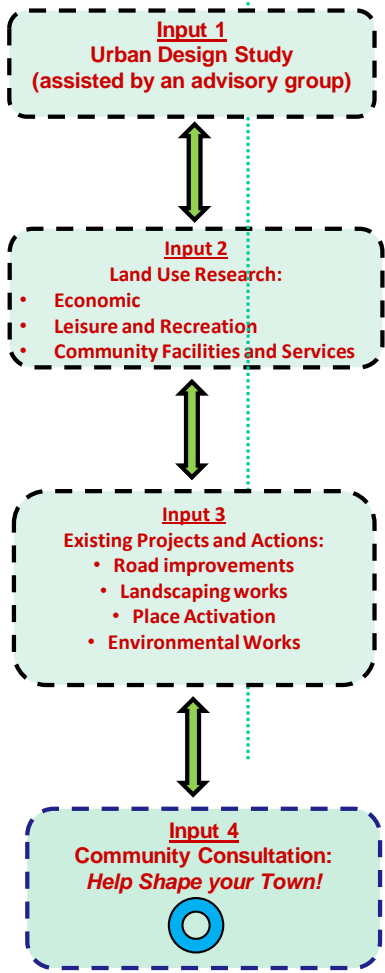 Input 1
Urban Design Study
(assisted by an advisory group)
Input 2
Land Use Research:
• Economic
• Leisure and Recreation
• Community Facilities and Services
Input 3
Existing Projects and Actions:
• Road improvements
• Landscaping works
• Place Activation
• Environmental Works
Input 4
Community Consultation:
Help Shape your Town!